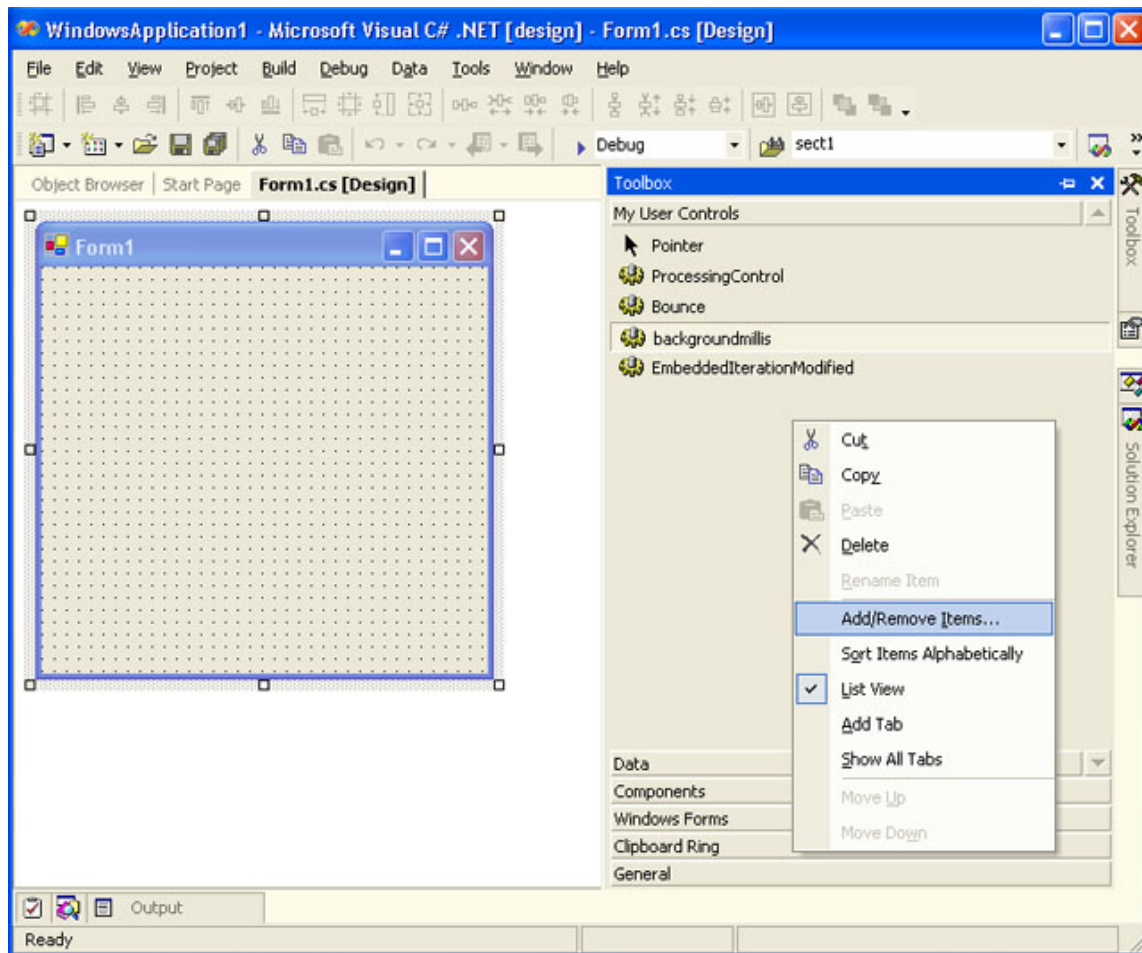 WindowsApplication1 - Microsoft Visual C# .NET [design] - Form1.cs [Design]
File Edit View Project Build Debug Data Tools Window Help
Debug sect1
Object Browser Start Page Form1.cs [Design]
Toolbox
My User Controls
Form1
Pointer
ProcessingControl
Bounce
backgroundmillis
EmbeddedIterationModified
Cut
Copy
Paste
Delete
Rename Item
Add/Remove Items...
Sort Items Alphabetically
List View
Add Tab
Show All Tabs
Move Up
Move Down
Data
Components
Windows Forms
Clipboard Ring
General
Toolbox
Solution Explorer
Output
Ready